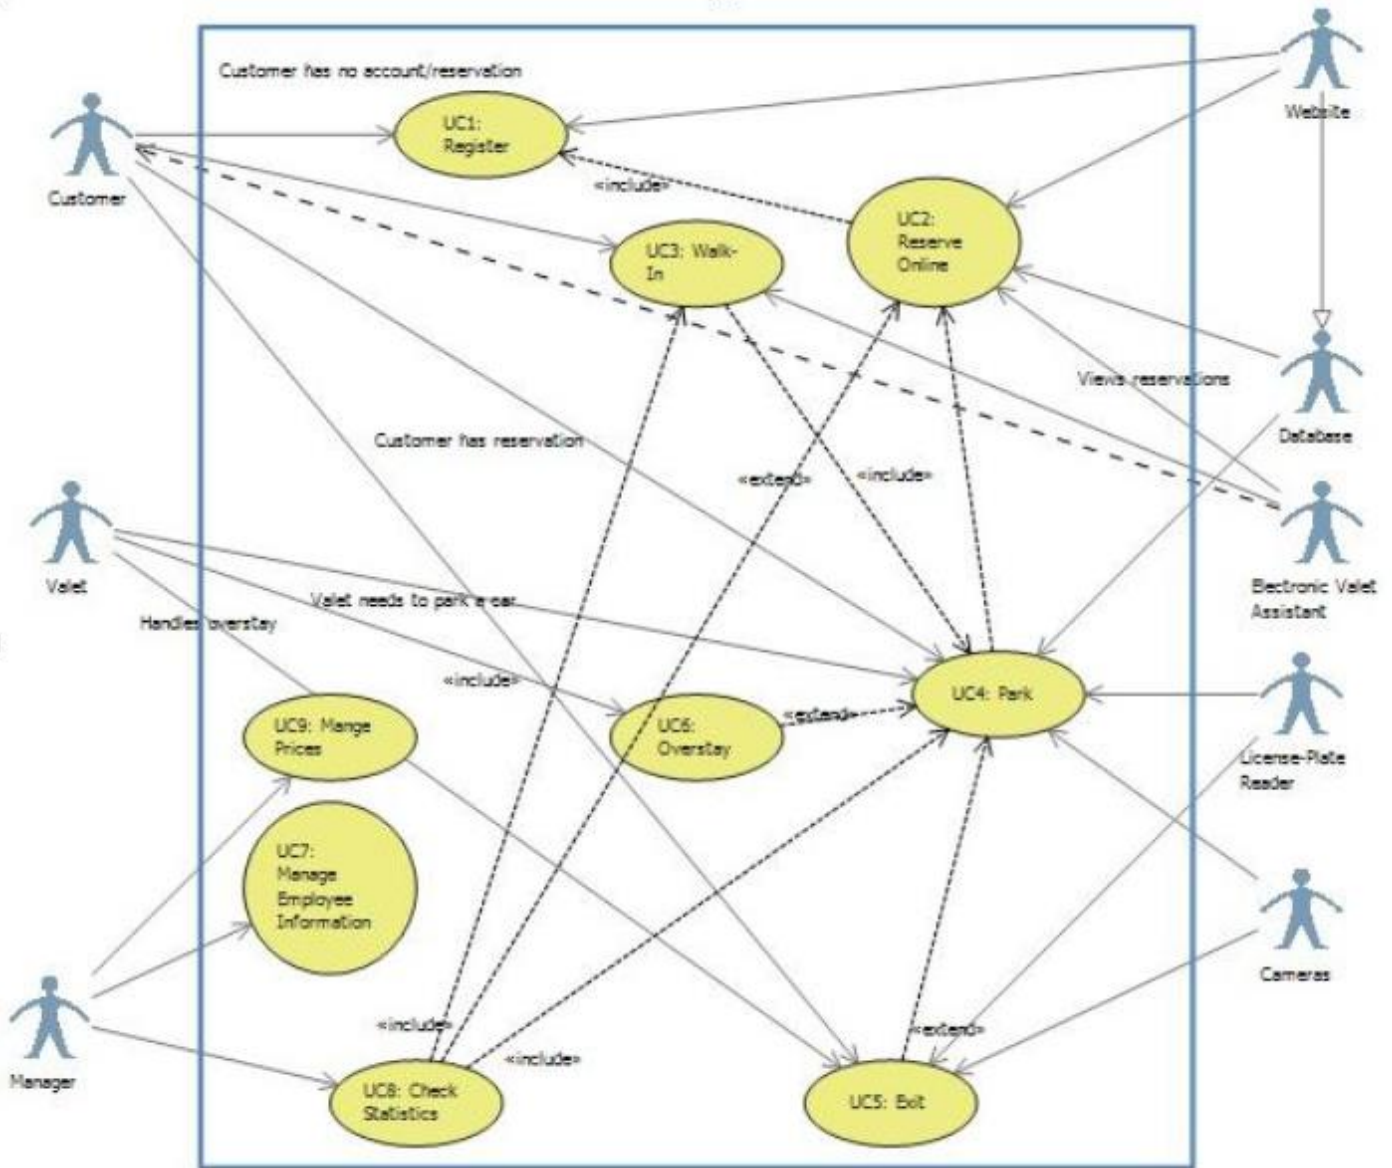 Customer has no account/reservation
Website
UC1:
Register
Customer
«include»
UC2:
Reserve
Online
UC3: Walk-
In
Views reservations
Database
Customer has reservation
«extend»
«include»
Valet
Electronic Valet
Assistant
Valet needs to park a car
Handles overstay
«include»
UC4: Park
UC9: Mange
Prices
UC6:
Overstay
«extend»
License-Plate
Reader
UC7:
Manage
Employee
Information
Cameras
«include»
«extend»
«include»
Manager
UC8: Check
Statistics
UC5: Exit